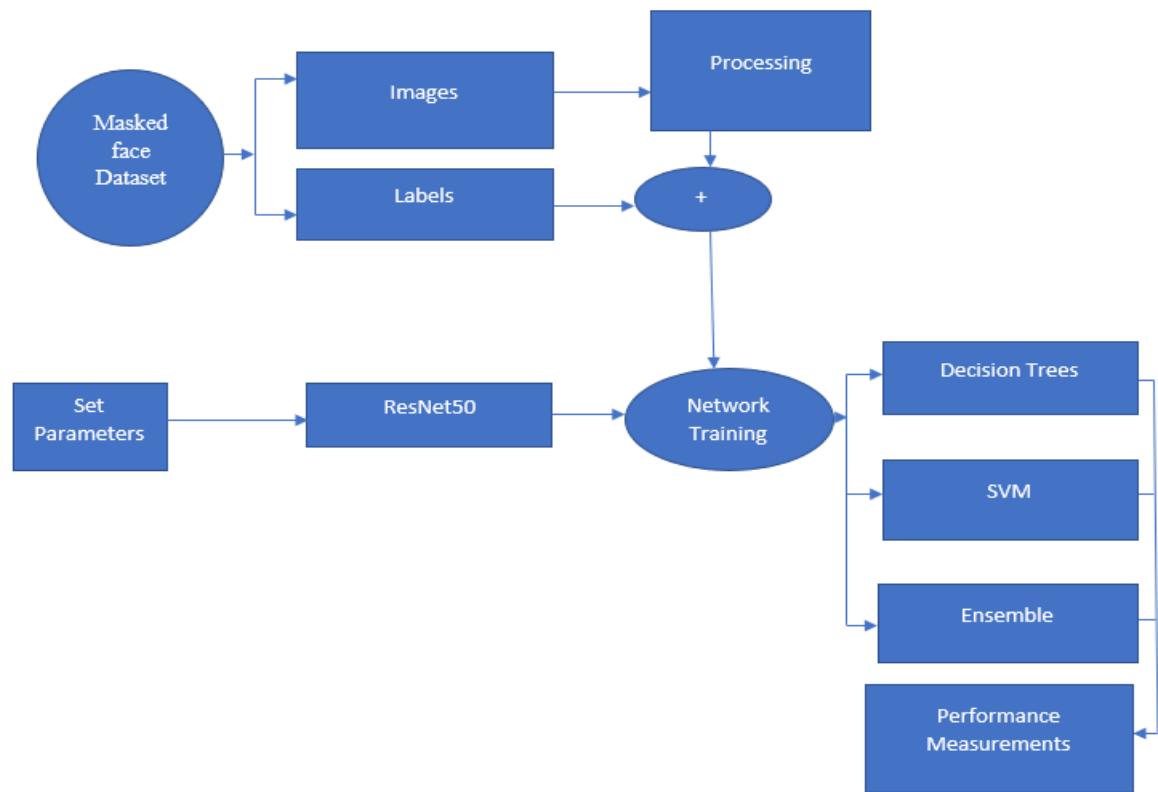 Masked
face
Dataset
Images
Processing
Labels
+
Set
Parameters
ResNet50
Network
Training
Decision Trees
SVM
Ensemble
Performance
Measurements